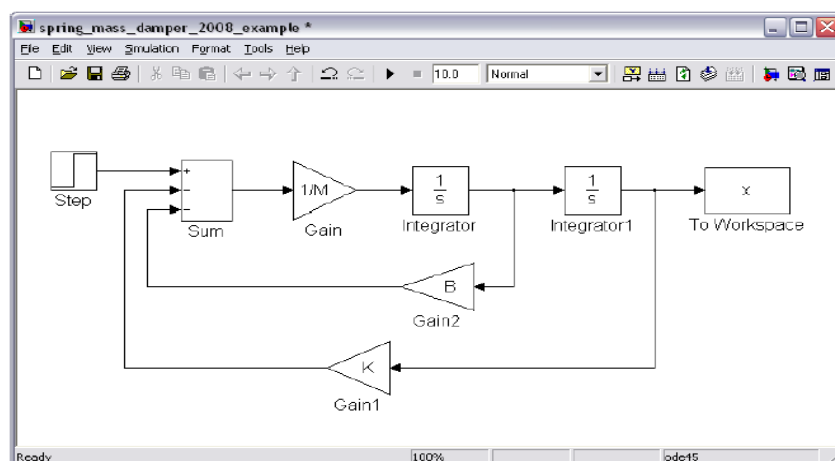 spring_mass_damper_2008_example *
File Edit View Simulation Format Tools Help
10.0 Normal
Step
+
−
−
Sum
1/M
Gain
1
s
Integrator
1
s
Integrator1
x
To Workspace
B
Gain2
K
Gain1
Ready 100% ode45